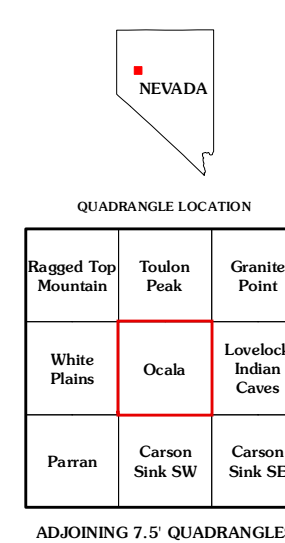 NEVADA
QUADRANGLE LOCATION
Ragged Top
Mountain
Toulon
Peak
Granite
Point
White
Plains
Ocala
Lovelock
Indian
Caves
Parran
Carson
Sink SW
Carson
Sink SE
ADJOINING 7.5' QUADRANGLES